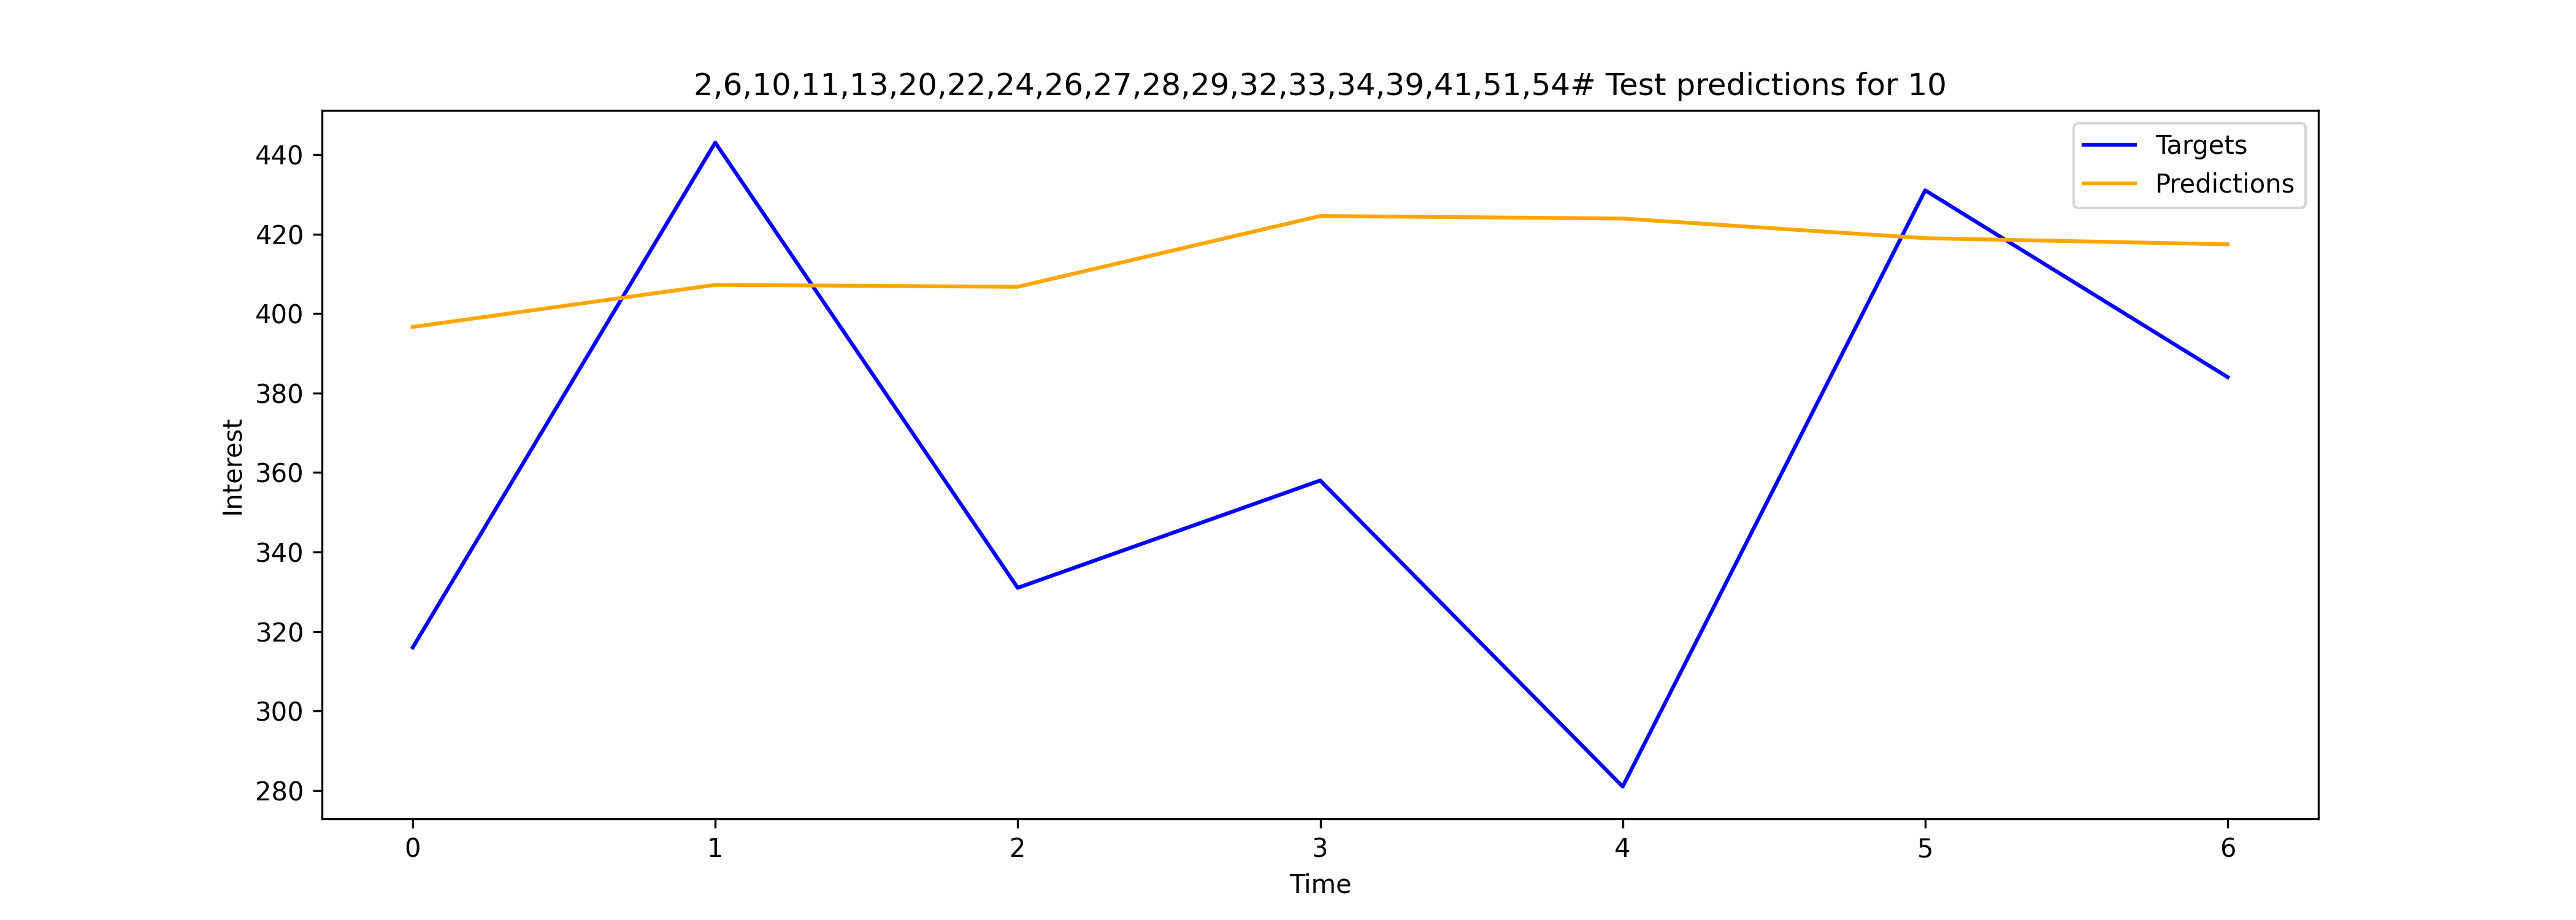 2,6,10,11,13,20,22,24,26,27,28,29,32,33,34,39,41,51,54# Test predictions for 10
Targets
Predictions
440
420
400
380
360
340
320
300
280
Interest
0 1 2 3 4 5 6
Time